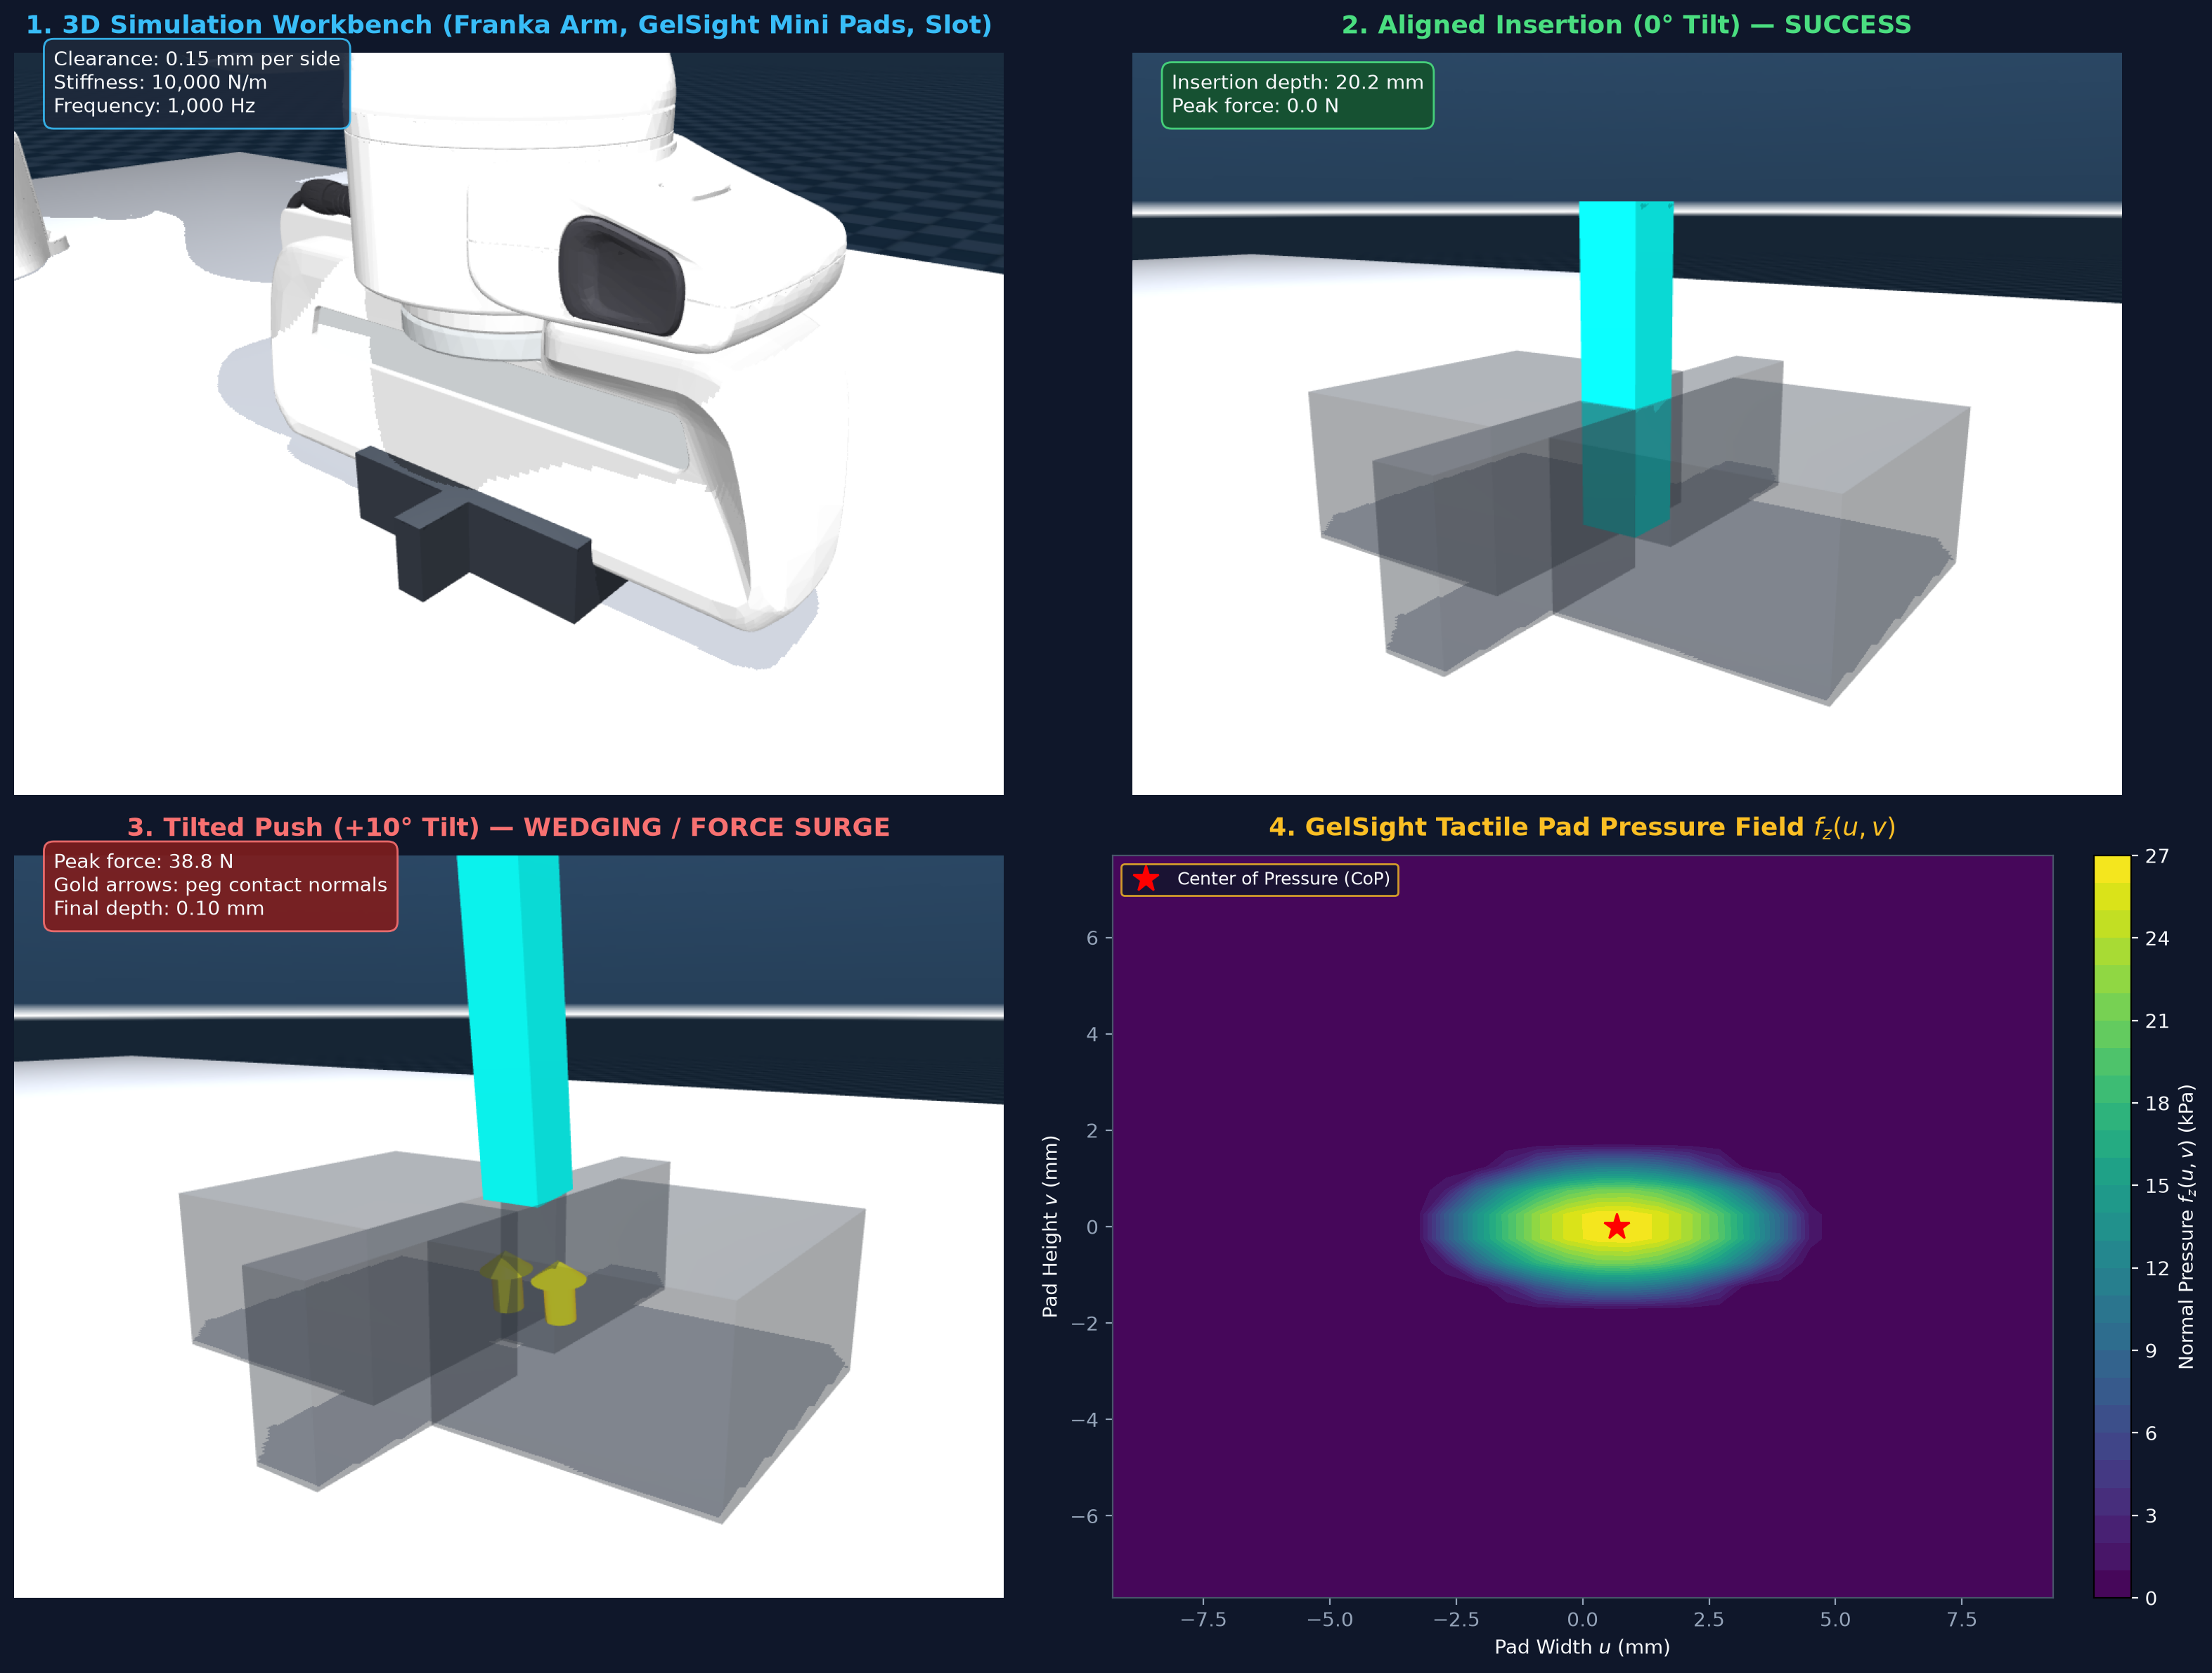 1. 3D Simulation Workbench (Franka Arm, GelSight Mini Pads, Slot)
Clearance: 0.15 mm per side
Stiffness: 10,000 N/m
Frequency: 1,000 Hz
2. Aligned Insertion (0° Tilt) — SUCCESS
Insertion depth: 20.2 mm
Peak force: 0.0 N
3. Tilted Push (+10° Tilt) — WEDGING / FORCE SURGE
Peak force: 38.8 N
Gold arrows: peg contact normals
Final depth: 0.10 mm
4. GelSight Tactile Pad Pressure Field f_z(u, v)
Center of Pressure (CoP)
Pad Height v (mm)
6
4
2
0
−2
−4
−6
−7.5
−5.0
−2.5
0.0
2.5
5.0
7.5
Pad Width u (mm)
27
24
21
18
15
12
9
6
3
0
Normal Pressure f_z(u, v) (kPa)